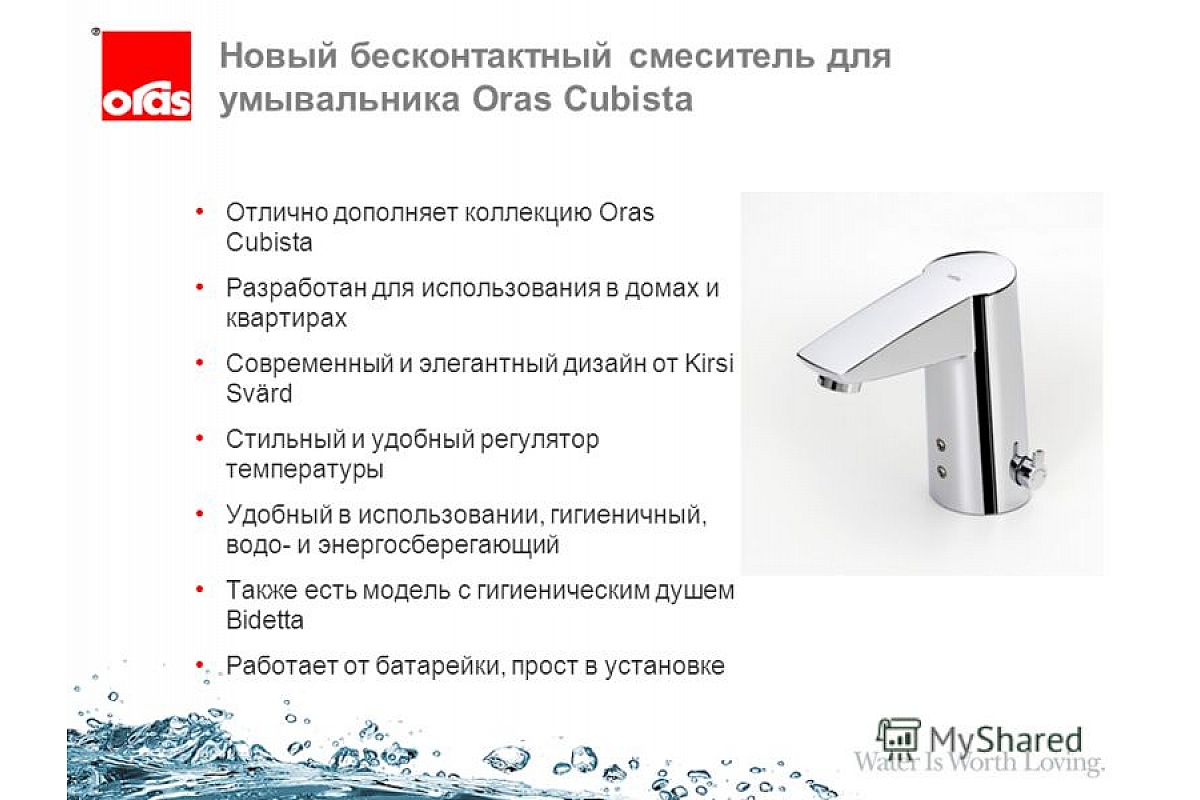 ®
oras
Новый бесконтактный смеситель для
умывальника Oras Cubista
• Отлично дополняет коллекцию Oras
Cubista
• Разработан для использования в домах и
квартирах
• Современный и элегантный дизайн от Kirsi
Svärd
• Стильный и удобный регулятор
температуры
• Удобный в использовании, гигиеничный,
водо- и энергосберегающий
• Также есть модель с гигиеническим душем
Bidetta
• Работает от батарейки, прост в установке
MyShared
Water Is Worth Loving.